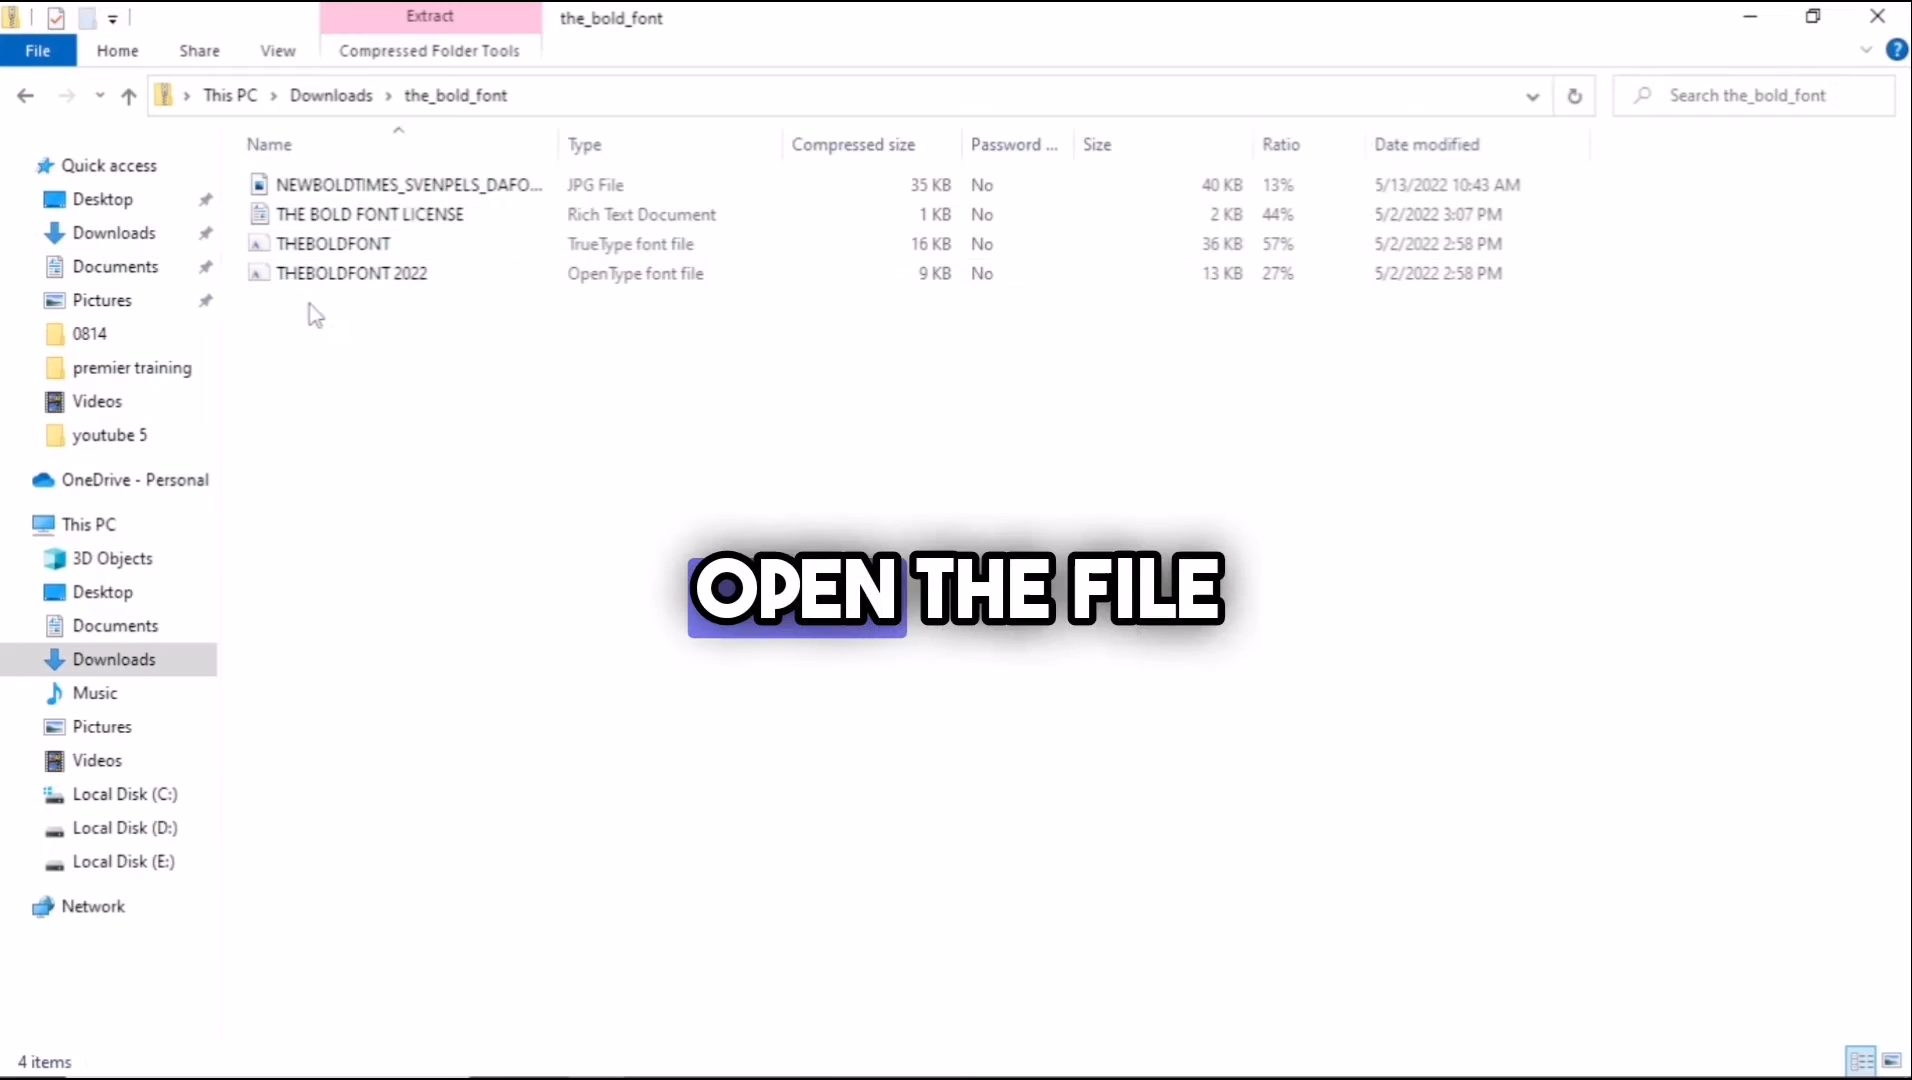 Extract
the_bold_font
File Home Share View Compressed Folder Tools
This PC Downloads the_bold_font
Search the_bold_font
Name Type Compressed size Password ... Size Ratio Date modified
NEWBOLDTIMES_SVENPELS_DAFO... JPG File 35 KB No 40 KB 13% 5/13/2022 10:43 AM
THE BOLD FONT LICENSE Rich Text Document 1 KB No 2 KB 44% 5/2/2022 3:07 PM
THEBOLDFONT TrueType font file 16 KB No 36 KB 57% 5/2/2022 2:58 PM
THEBOLDFONT 2022 OpenType font file 9 KB No 13 KB 27% 5/2/2022 2:58 PM
Quick access
Desktop
Downloads
Documents
Pictures
0814
premier training
Videos
youtube 5
OneDrive - Personal
This PC
3D Objects
Desktop
Documents
Downloads
Music
Pictures
Videos
Local Disk (C:)
Local Disk (D:)
Local Disk (E:)
Network
OPEN THE FILE
4 items